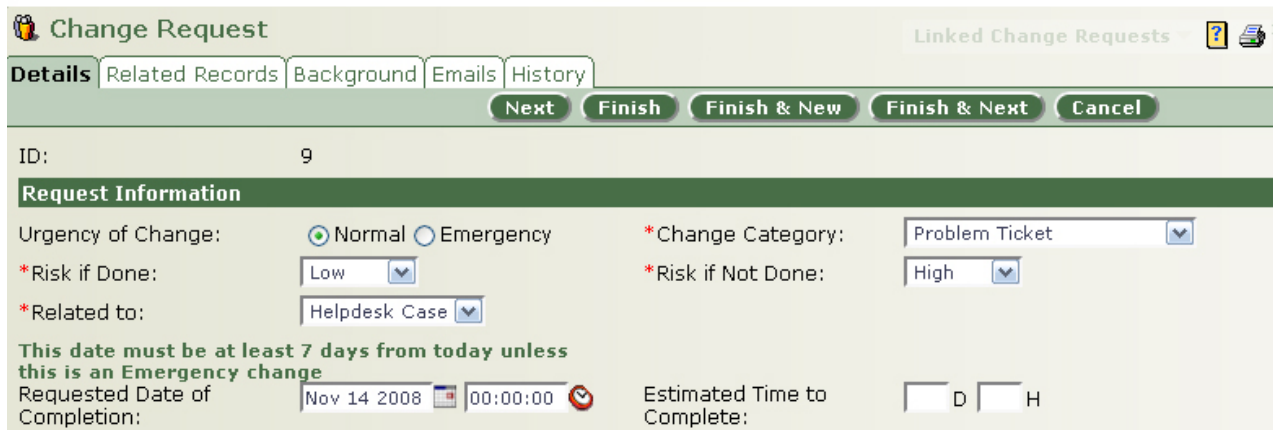 Change Request
Linked Change Requests
?
Details Related Records Background Emails History
Next Finish Finish & New Finish & Next Cancel
ID: 9
Request Information
Urgency of Change: Normal Emergency *Change Category: Problem Ticket
*Risk if Done: Low *Risk if Not Done: High
*Related to: Helpdesk Case
This date must be at least 7 days from today unless
this is an Emergency change
Requested Date of Completion: Nov 14 2008 00:00:00 Estimated Time to Complete: D H